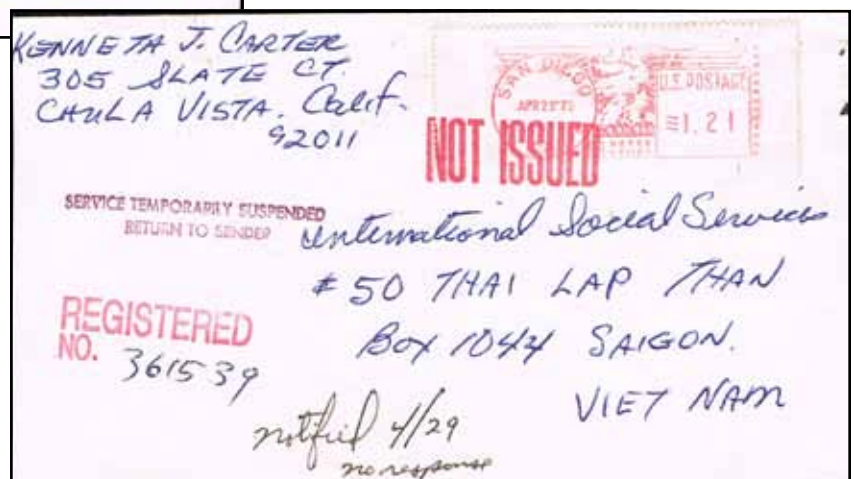 KENNETH J. CARTER
305 SLATE CT.
CHULA VISTA. Calif.
92011
SAN DIEGO
U.S. POSTAGE
1.21
NOT ISSUED
SERVICE TEMPORARILY SUSPENDED
RETURN TO SENDER
International Social Services
# 50 THAI LAP THAN
Box 1044 SAIGON.
VIET NAM
REGISTERED
NO. 361539
notified 4/29
no response